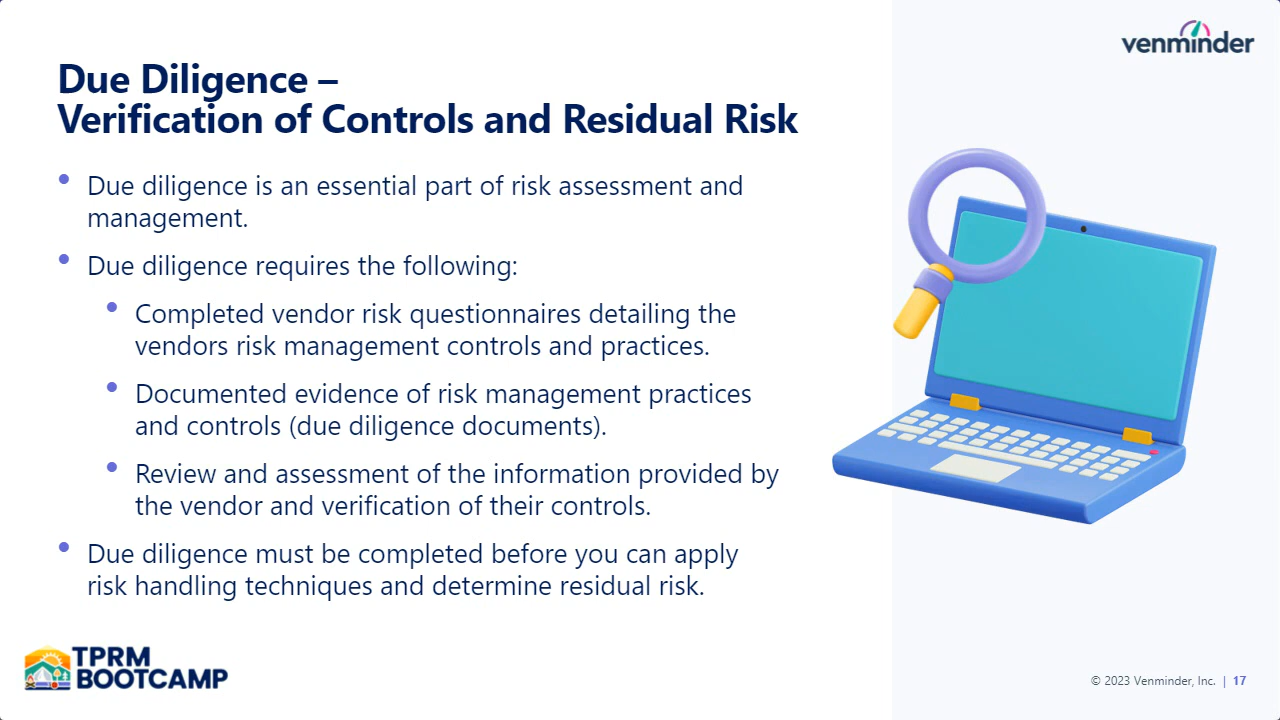 venminder
Due Diligence –
Verification of Controls and Residual Risk
• Due diligence is an essential part of risk assessment and
management.
• Due diligence requires the following:
• Completed vendor risk questionnaires detailing the
vendors risk management controls and practices.
• Documented evidence of risk management practices
and controls (due diligence documents).
• Review and assessment of the information provided by
the vendor and verification of their controls.
• Due diligence must be completed before you can apply
risk handling techniques and determine residual risk.
TPRM
BOOTCAMP
© 2023 Venminder, Inc. | 17